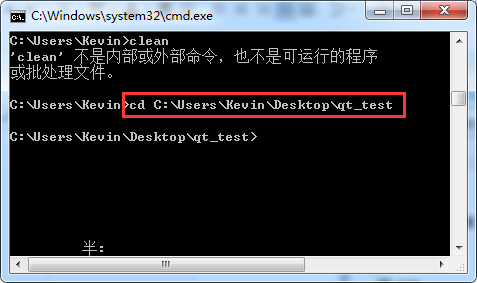 C:\Windows\system32\cmd.exe
C:\Users\Kevin>clean
'clean' 不是内部或外部命令，也不是可运行的程序
或批处理文件。
C:\Users\Kevin>cd C:\Users\Kevin\Desktop\qt_test
C:\Users\Kevin\Desktop\qt_test>
半: